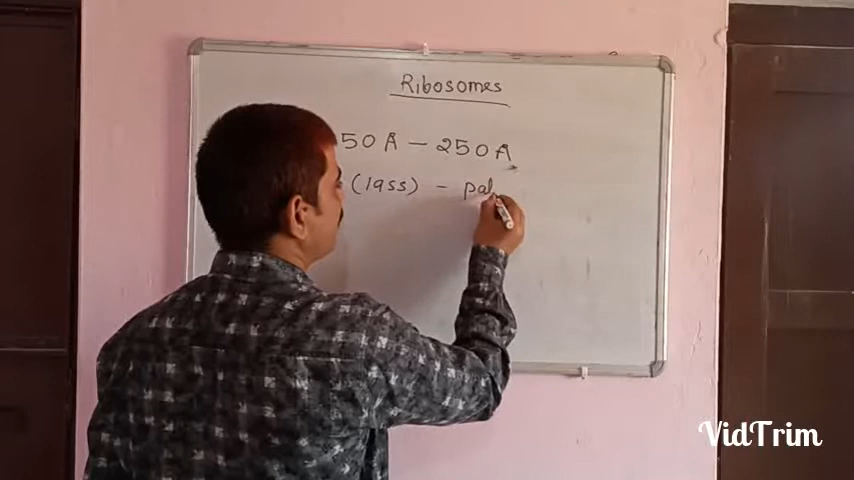 Ribosomes
50 Å - 250 Å
(1955) - pal
VidTrim